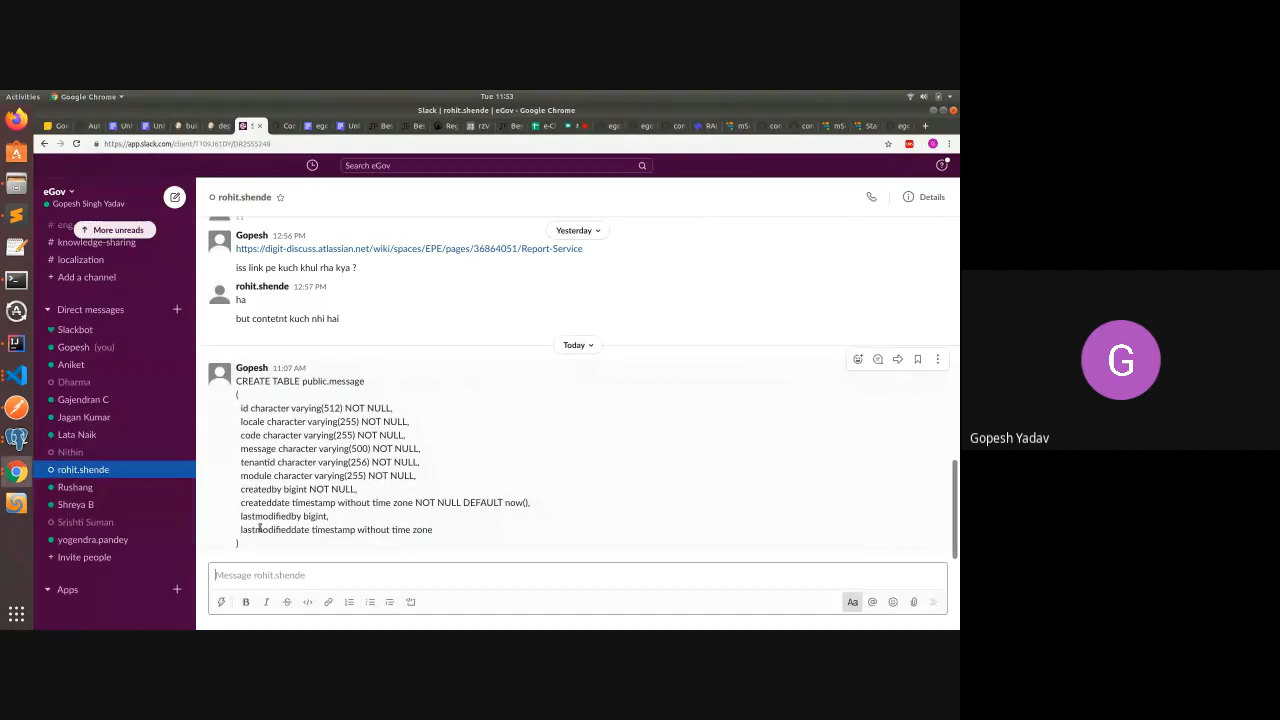 Activities
Google Chrome
Tue 11:53
Slack | rohit.shende | eGov - Google Chrome
https://app.slack.com/client/T109J61DY/DR2555248
Search eGov
eGov
Gopesh Singh Yadav
More unreads
# knowledge-sharing
# localization
+ Add a channel
Direct messages
Slackbot
Gopesh (you)
Aniket
Dharma
Gajendran C
Jagan Kumar
Lata Naik
Nithin
rohit.shende
Rushang
Shreya B
Srishti Suman
yogendra.pandey
+ Invite people
Apps
rohit.shende
Details
Yesterday
Gopesh 12:56 PM
https://digit-discuss.atlassian.net/wiki/spaces/EPE/pages/36864051/Report-Service
iss link pe kuch khul rha kya ?
rohit.shende 12:57 PM
ha
but contetnt kuch nhi hai
Today
Gopesh 11:07 AM
CREATE TABLE public.message
(
id character varying(512) NOT NULL,
locale character varying(255) NOT NULL,
code character varying(255) NOT NULL,
message character varying(500) NOT NULL,
tenantid character varying(256) NOT NULL,
module character varying(255) NOT NULL,
createdby bigint NOT NULL,
createddate timestamp without time zone NOT NULL DEFAULT now(),
lastmodifiedby bigint,
lastmodifieddate timestamp without time zone
)
Message rohit.shende
B I S
Aa @
G
Gopesh Yadav